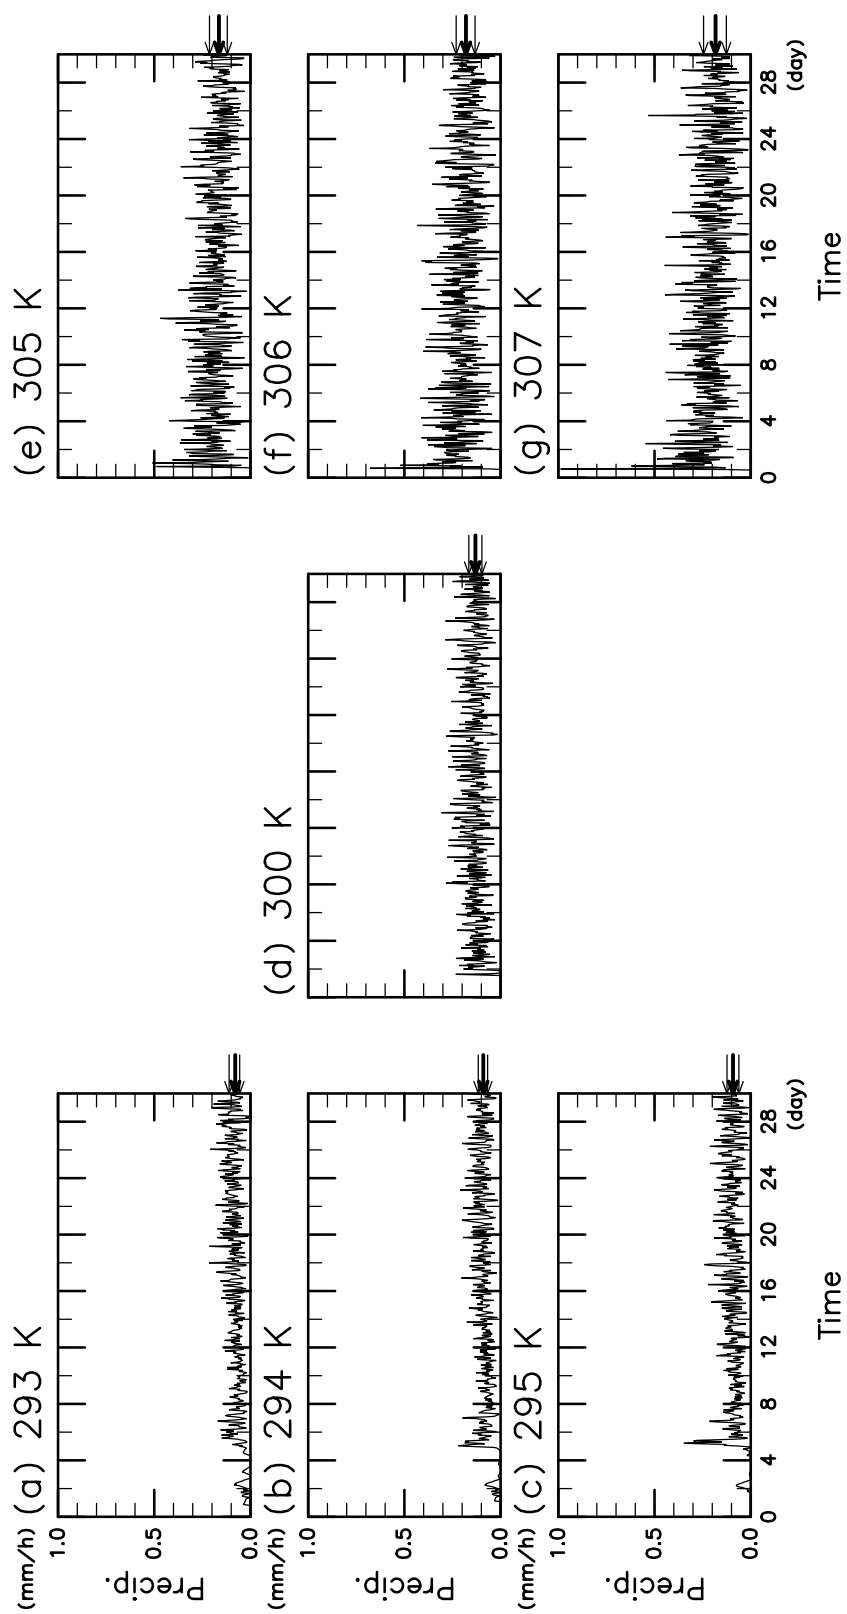 (a) 293 K
(mm/h)
1.0
0.5
0.0
Precip.
(b) 294 K
(mm/h)
1.0
0.5
0.0
Precip.
(c) 295 K
(mm/h)
1.0
0.5
0.0
Precip.
0 4 8 12 16 20 24 28
(day)
Time
(d) 300 K
(e) 305 K
(f) 306 K
(g) 307 K
0 4 8 12 16 20 24 28
(day)
Time